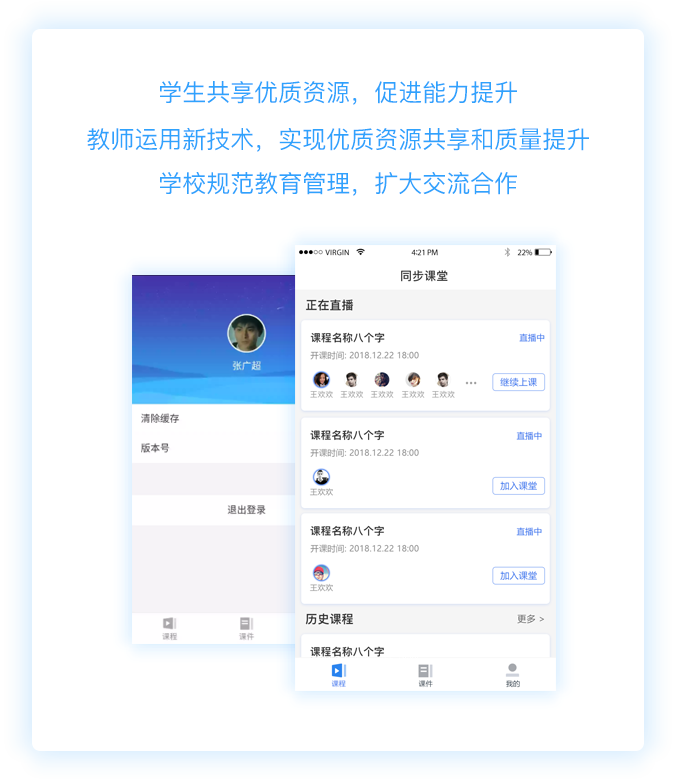 学生共享优质资源，促进能力提升
教师运用新技术，实现优质资源共享和质量提升
学校规范教育管理，扩大交流合作
张广超
清除缓存
版本号
退出登录
课程 课件
VIRGIN 4:21 PM 22%
同步课堂
正在直播
课程名称八个字 直播中
开课时间: 2018.12.22 18:00
王欢欢 王欢欢 王欢欢 王欢欢 王欢欢 ··· 继续上课
课程名称八个字 直播中
开课时间: 2018.12.22 18:00
王欢欢 加入课堂
课程名称八个字 直播中
开课时间: 2018.12.22 18:00
王欢欢 加入课堂
历史课程 更多 >
课程名称八个字
课程 课件 我的